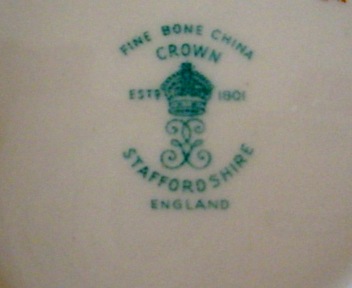 FINE BONE CHINA
CROWN
ESTD 1801
STAFFORDSHIRE
ENGLAND